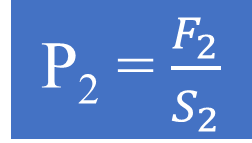 P₂ = F₂/S₂